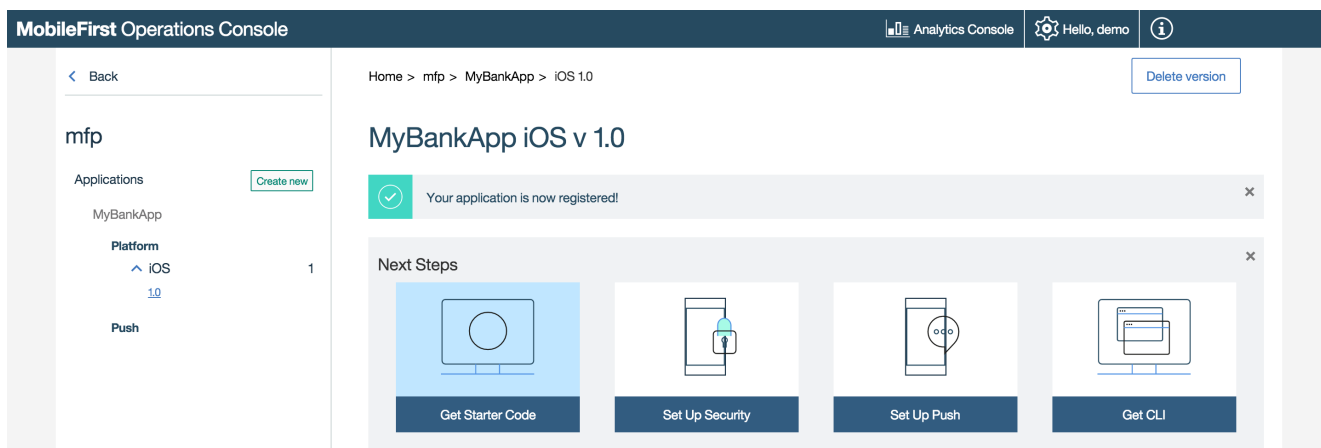 MobileFirst Operations Console
Analytics Console
Hello, demo
Back
Home > mfp > MyBankApp > iOS 1.0
Delete version
mfp
MyBankApp iOS v 1.0
Applications
Create new
Your application is now registered!
MyBankApp
Platform
iOS 1
1.0
Push
Next Steps
Get Starter Code
Set Up Security
Set Up Push
Get CLI